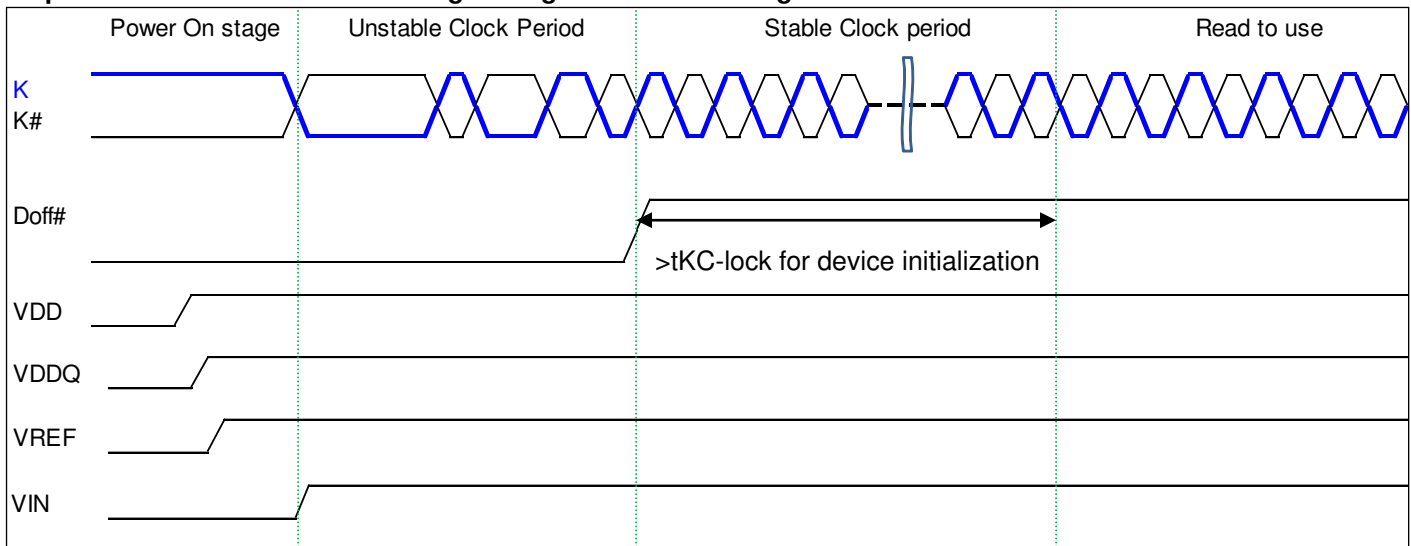 Power On stage Unstable Clock Period Stable Clock period Read to use
K
K#
Doff#
>tKC-lock for device initialization
VDD
VDDQ
VREF
VIN